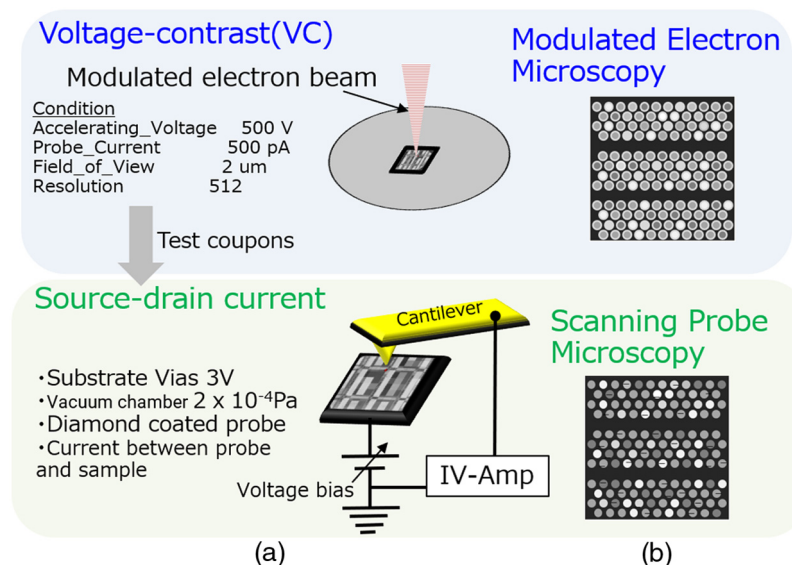 Voltage-contrast(VC)
Modulated electron beam
Condition
Accelerating_Voltage 500 V
Probe_Current 500 pA
Field_of_View 2 um
Resolution 512
Modulated Electron
Microscopy
Test coupons
Source-drain current
Cantilever
・Substrate Vias 3V
・Vacuum chamber 2 x 10⁻⁴Pa
・Diamond coated probe
・Current between probe
and sample
Voltage bias
IV-Amp
Scanning Probe
Microscopy
(a)
(b)